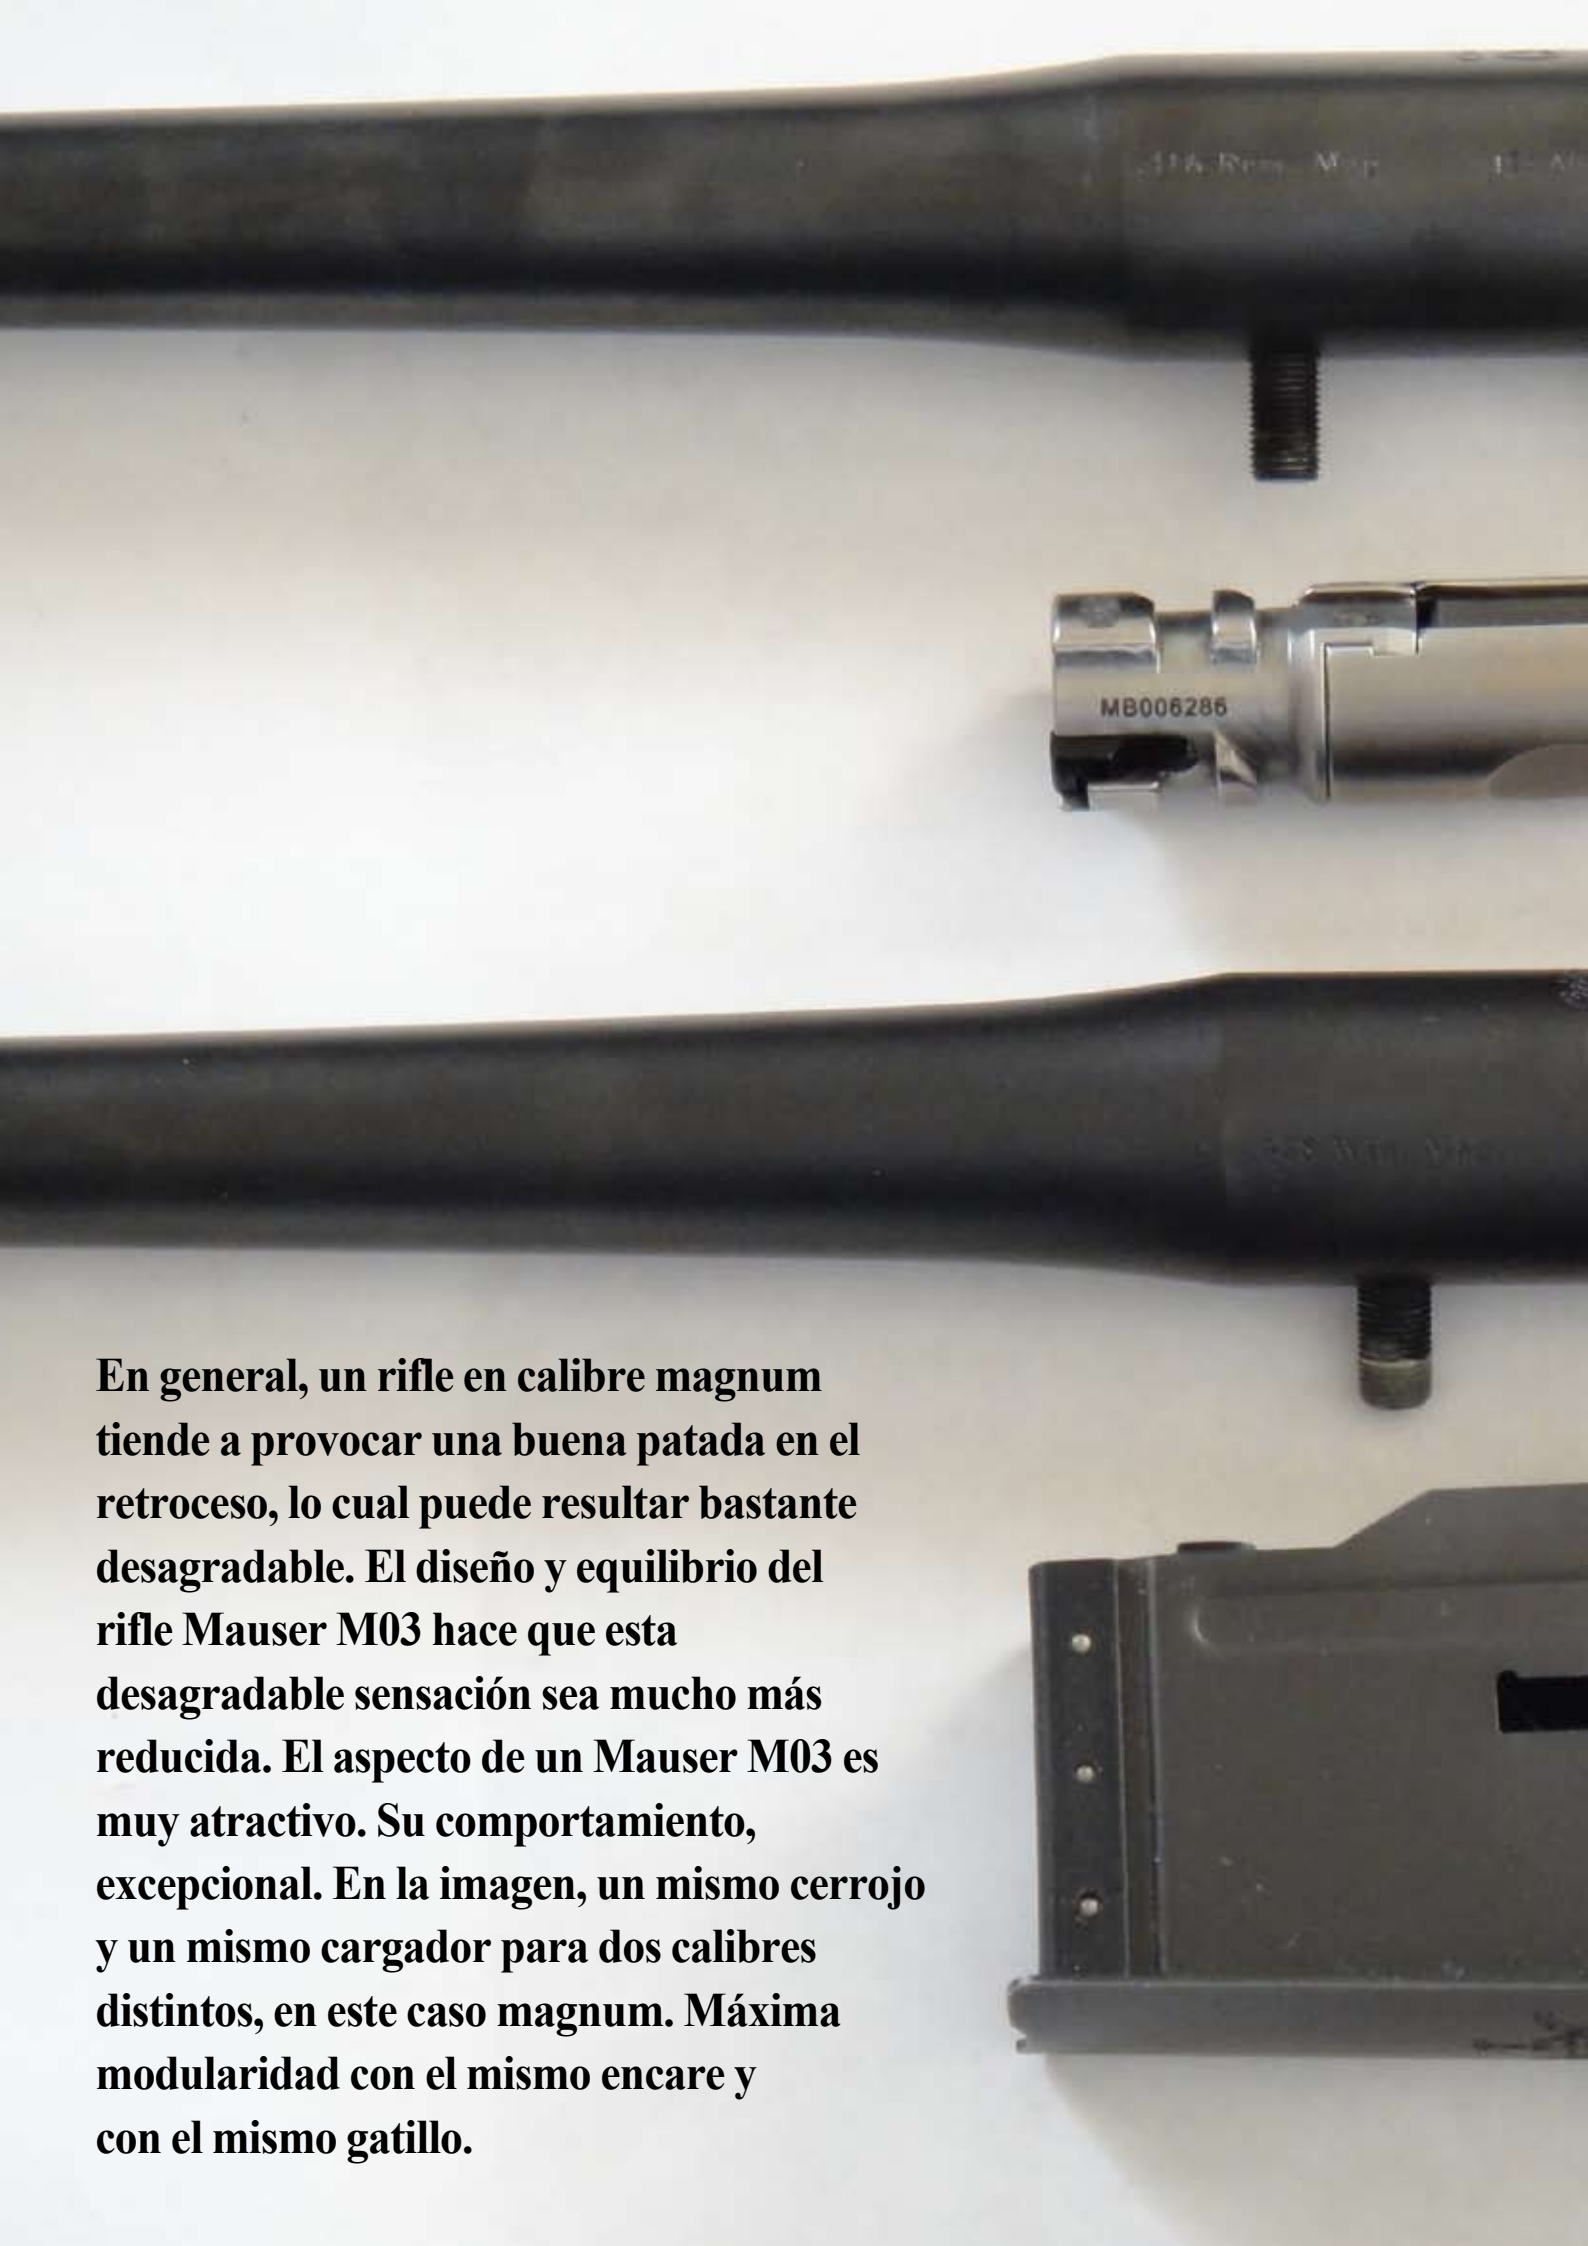 .416 Rem. Mag
MB006286
En general, un rifle en calibre magnum
tiende a provocar una buena patada en el
retroceso, lo cual puede resultar bastante
desagradable. El diseño y equilibrio del
rifle Mauser M03 hace que esta
desagradable sensación sea mucho más
reducida. El aspecto de un Mauser M03 es
muy atractivo. Su comportamiento,
excepcional. En la imagen, un mismo cerrojo
y un mismo cargador para dos calibres
distintos, en este caso magnum. Máxima
modularidad con el mismo encare y
con el mismo gatillo.